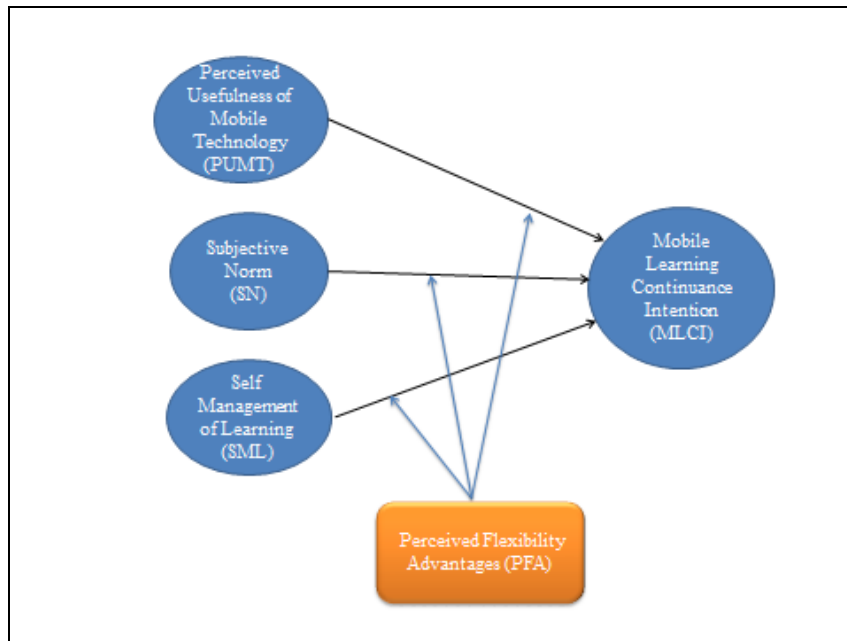 Perceived
Usefulness of
Mobile
Technology
(PUMT)
Subjective
Norm
(SN)
Self
Management
of Learning
(SML)
Mobile
Learning
Continuance
Intention
(MLCI)
Perceived Flexibility
Advantages (PFA)